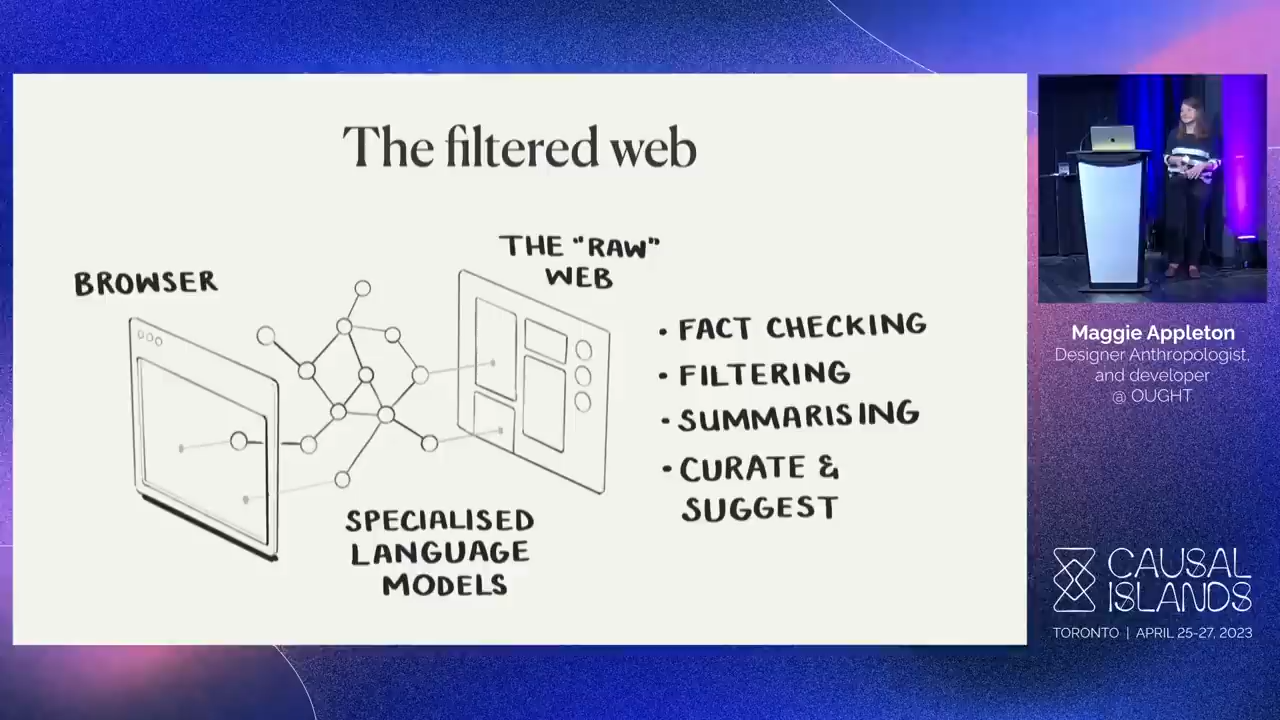 The filtered web
BROWSER
THE "RAW"
WEB
SPECIALISED
LANGUAGE
MODELS
• FACT CHECKING
• FILTERING
• SUMMARISING
• CURATE &
SUGGEST
Maggie Appleton
Designer Anthropologist,
and developer
@ OUGHT
CAUSAL
ISLANDS
TORONTO | APRIL 25-27, 2023